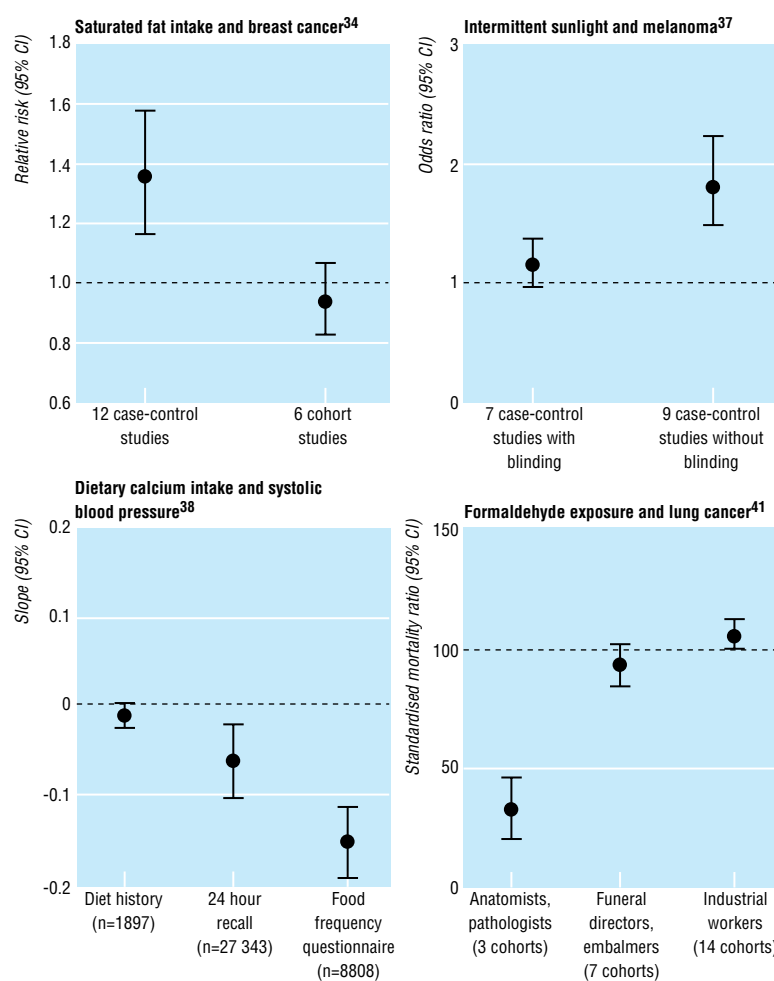 Saturated fat intake and breast cancer34
Relative risk (95% CI)
1.8
1.6
1.4
1.2
1.0
0.8
0.6
12 case-control
studies
6 cohort
studies
Intermittent sunlight and melanoma37
Odds ratio (95% CI)
3
2
1
0
7 case-control
studies with
blinding
9 case-control
studies without
blinding
Dietary calcium intake and systolic
blood pressure38
Slope (95% CI)
0.2
0.1
0
-0.1
-0.2
Diet history
(n=1897)
24 hour
recall
(n=27 343)
Food
frequency
questionnaire
(n=8808)
Formaldehyde exposure and lung cancer41
Standardised mortality ratio (95% CI)
150
100
50
0
Anatomists,
pathologists
(3 cohorts)
Funeral
directors,
embalmers
(7 cohorts)
Industrial
workers
(14 cohorts)